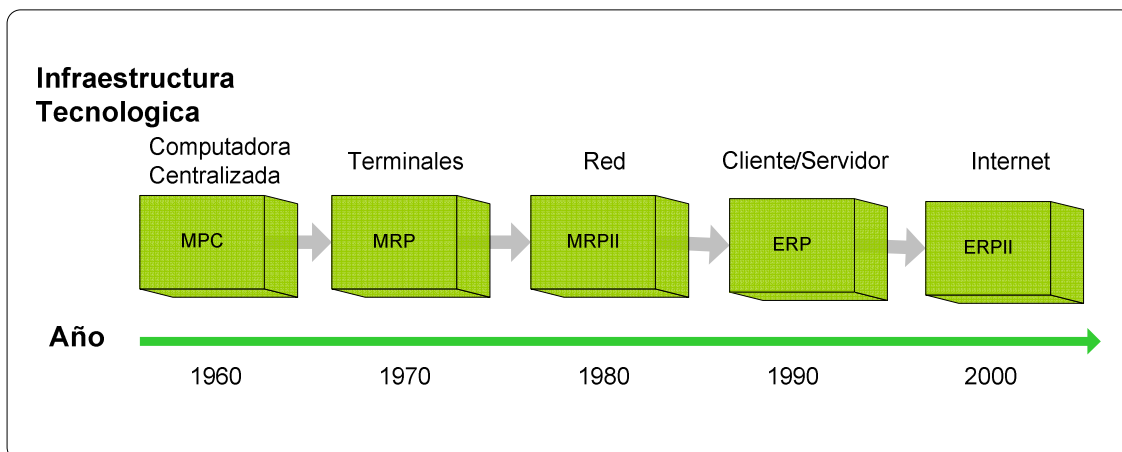 Infraestructura
Tecnologica
Computadora
Centralizada
Terminales
Red
Cliente/Servidor
Internet
MPC
MRP
MRPII
ERP
ERPII
Año
1960
1970
1980
1990
2000